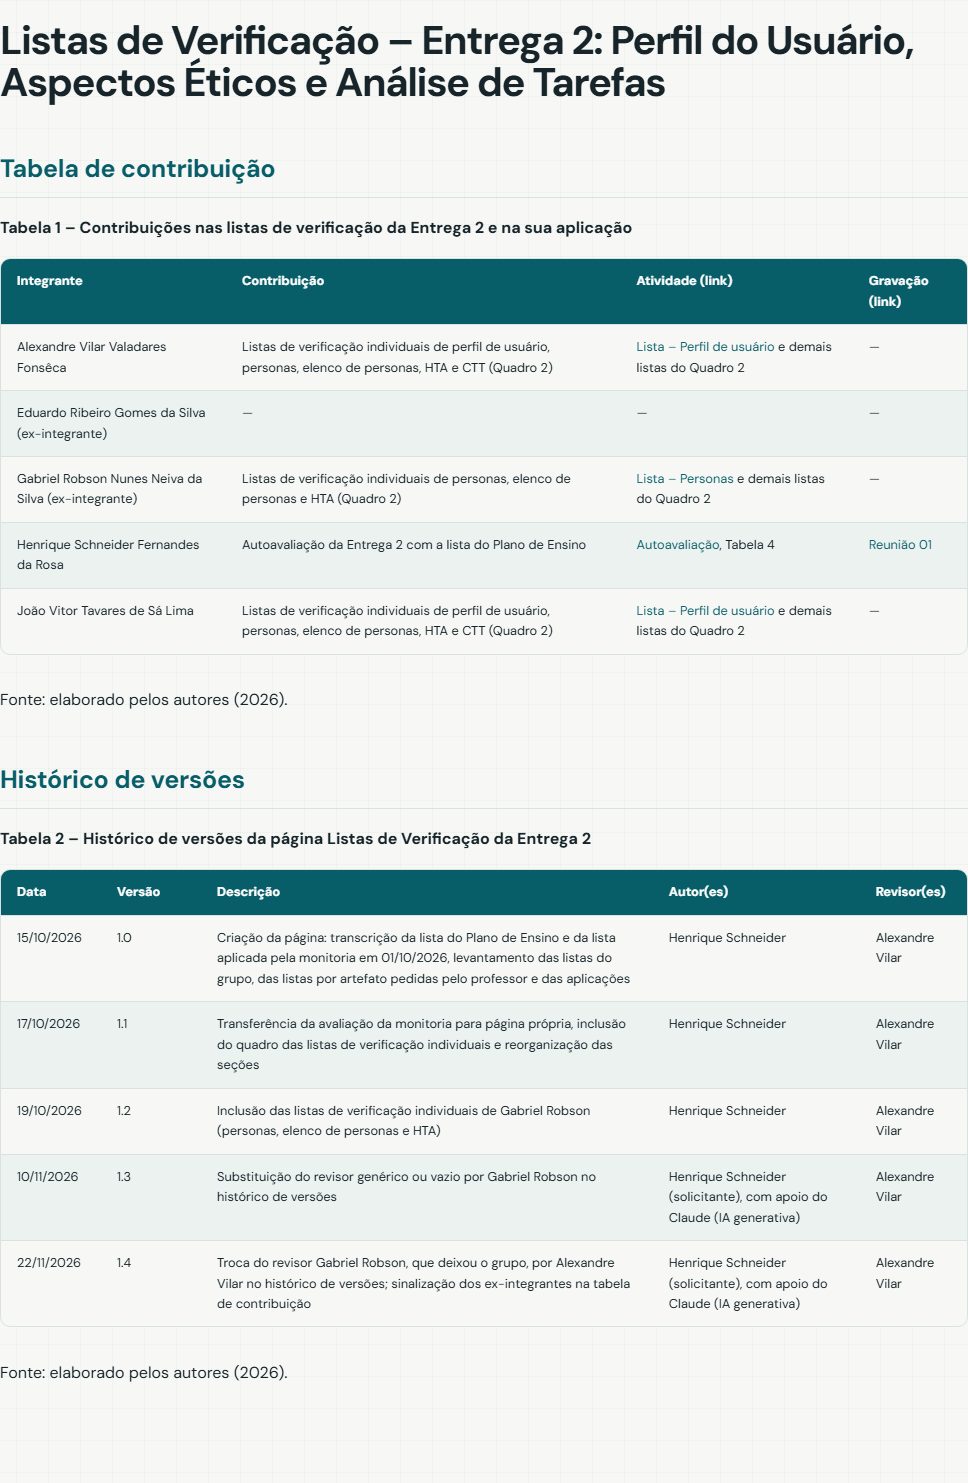 Listas de Verificação – Entrega 2: Perfil do Usuário,
Aspectos Éticos e Análise de Tarefas
Tabela de contribuição
Tabela 1 – Contribuições nas listas de verificação da Entrega 2 e na sua aplicação
Integrante Contribuição Atividade (link) Gravação
(link)
Alexandre Vilar Valadares Listas de verificação individuais de perfil de usuário, Lista – Perfil de usuário e demais —
Fonsêca personas, elenco de personas, HTA e CTT (Quadro 2) listas do Quadro 2
Eduardo Ribeiro Gomes da Silva — — —
(ex-integrante)
Gabriel Robson Nunes Neiva da Listas de verificação individuais de personas, elenco de Lista – Personas e demais listas —
Silva (ex-integrante) personas e HTA (Quadro 2) do Quadro 2
Henrique Schneider Fernandes Autoavaliação da Entrega 2 com a lista do Plano de Ensino Autoavaliação, Tabela 4 Reunião 01
da Rosa
João Vitor Tavares de Sá Lima Listas de verificação individuais de perfil de usuário, Lista – Perfil de usuário e demais —
personas, elenco de personas, HTA e CTT (Quadro 2) listas do Quadro 2
Fonte: elaborado pelos autores (2026).
Histórico de versões
Tabela 2 – Histórico de versões da página Listas de Verificação da Entrega 2
Data Versão Descrição Autor(es) Revisor(es)
15/10/2026 1.0 Criação da página: transcrição da lista do Plano de Ensino e da lista Henrique Schneider Alexandre
aplicada pela monitoria em 01/10/2026, levantamento das listas do Vilar
grupo, das listas por artefato pedidas pelo professor e das aplicações
17/10/2026 1.1 Transferência da avaliação da monitoria para página própria, inclusão Henrique Schneider Alexandre
do quadro das listas de verificação individuais e reorganização das Vilar
seções
19/10/2026 1.2 Inclusão das listas de verificação individuais de Gabriel Robson Henrique Schneider Alexandre
(personas, elenco de personas e HTA) Vilar
10/11/2026 1.3 Substituição do revisor genérico ou vazio por Gabriel Robson no Henrique Schneider Alexandre
histórico de versões (solicitante), com apoio do Vilar
Claude (IA generativa)
22/11/2026 1.4 Troca do revisor Gabriel Robson, que deixou o grupo, por Alexandre Henrique Schneider Alexandre
Vilar no histórico de versões; sinalização dos ex-integrantes na tabela (solicitante), com apoio do Vilar
de contribuição Claude (IA generativa)
Fonte: elaborado pelos autores (2026).